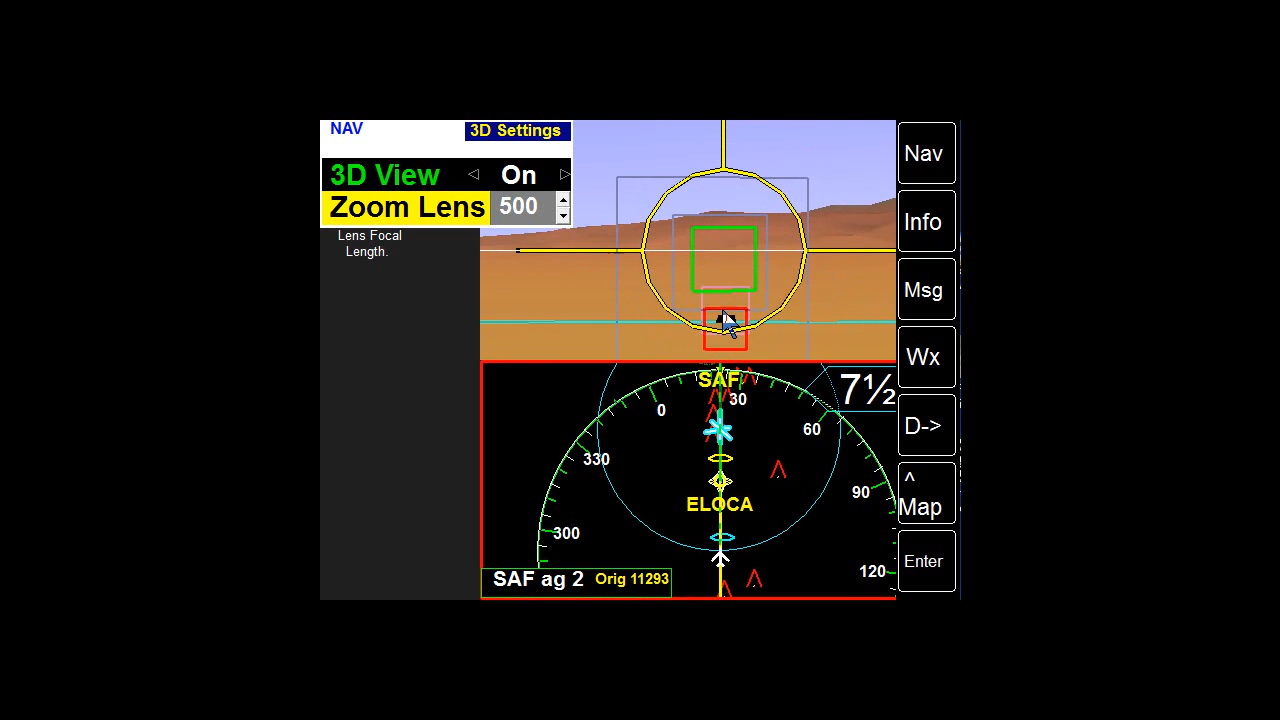 NAV
3D Settings
3D View ◁ On ▷
Zoom Lens 500
Lens Focal
Length.
Nav
Info
Msg
Wx
D->
^
Map
Enter
SAF
7½
0
30
60
330
90
ELOCA
300
120
SAF ag 2 Orig 11293